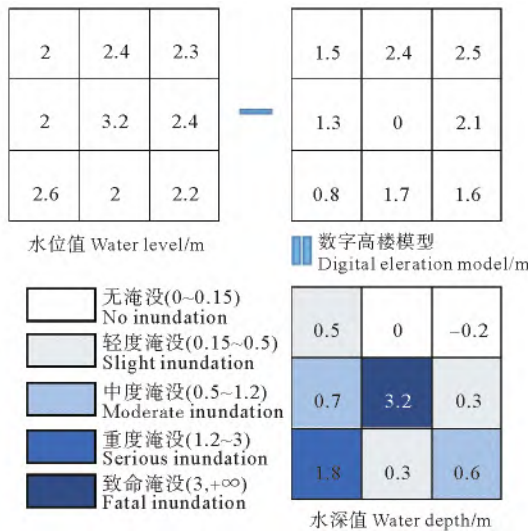 2 2.4 2.3
2 3.2 2.4
2.6 2 2.2
水位值 Water level/m
1.5 2.4 2.5
1.3 0 2.1
0.8 1.7 1.6
数字高楼模型
Digital eleration model/m
无淹没(0~0.15)
No inundation
轻度淹没(0.15~0.5)
Slight inundation
中度淹没(0.5~1.2)
Moderate inundation
重度淹没(1.2~3)
Serious inundation
致命淹没(3,+∞)
Fatal inundation
0.5 0 −0.2
0.7 3.2 0.3
1.8 0.3 0.6
水深值 Water depth/m